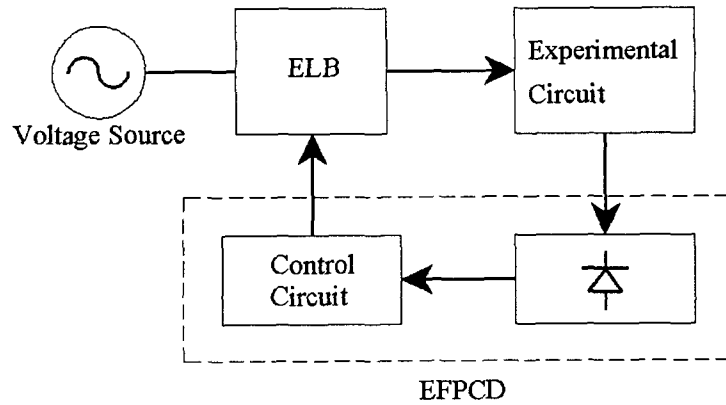 ELB
Experimental
Circuit
Voltage Source
Control
Circuit
EFPCD